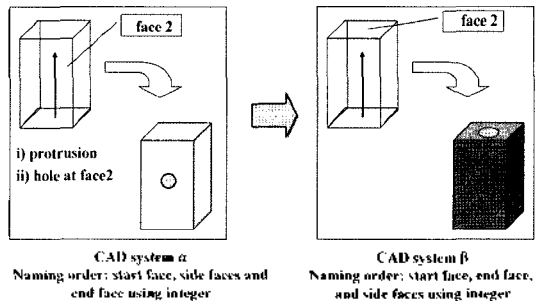 face 2
i) protrusion
ii) hole at face2
CAD system α
Naming order: start face, side faces and
end face using integer
face 2
CAD system β
Naming order: start face, end face,
and side faces using integer